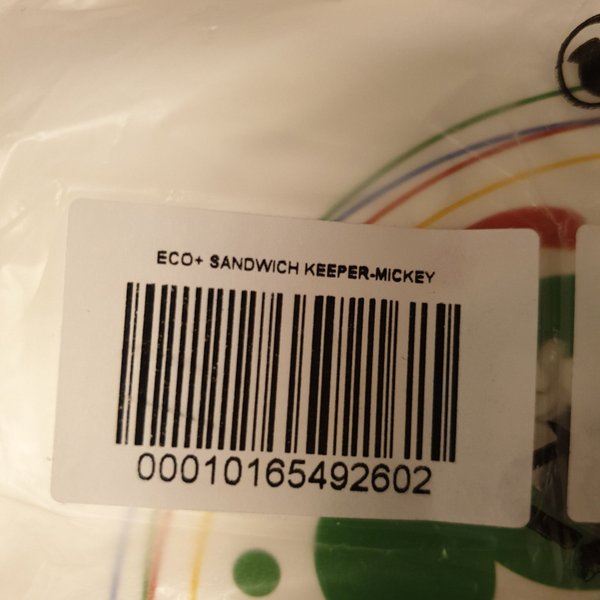 ECO+ SANDWICH KEEPER-MICKEY
00010165492602